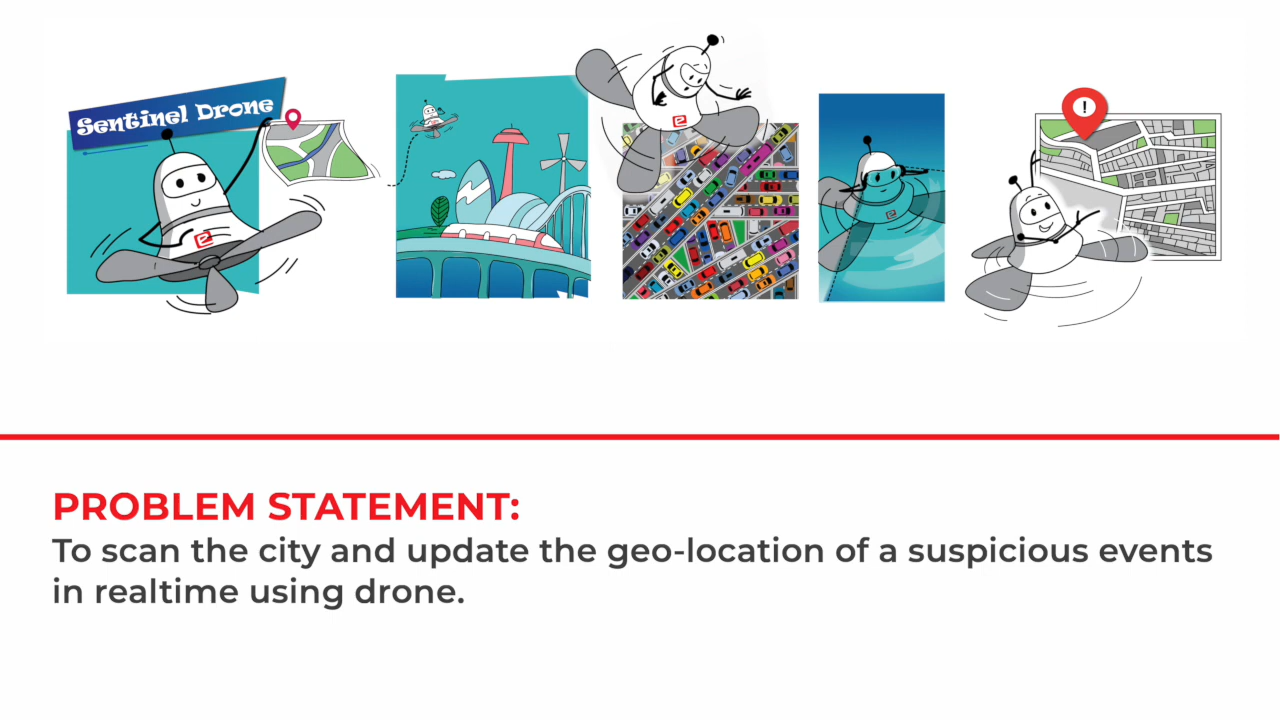 Sentinel Drone
!
PROBLEM STATEMENT:
To scan the city and update the geo-location of a suspicious events
in realtime using drone.